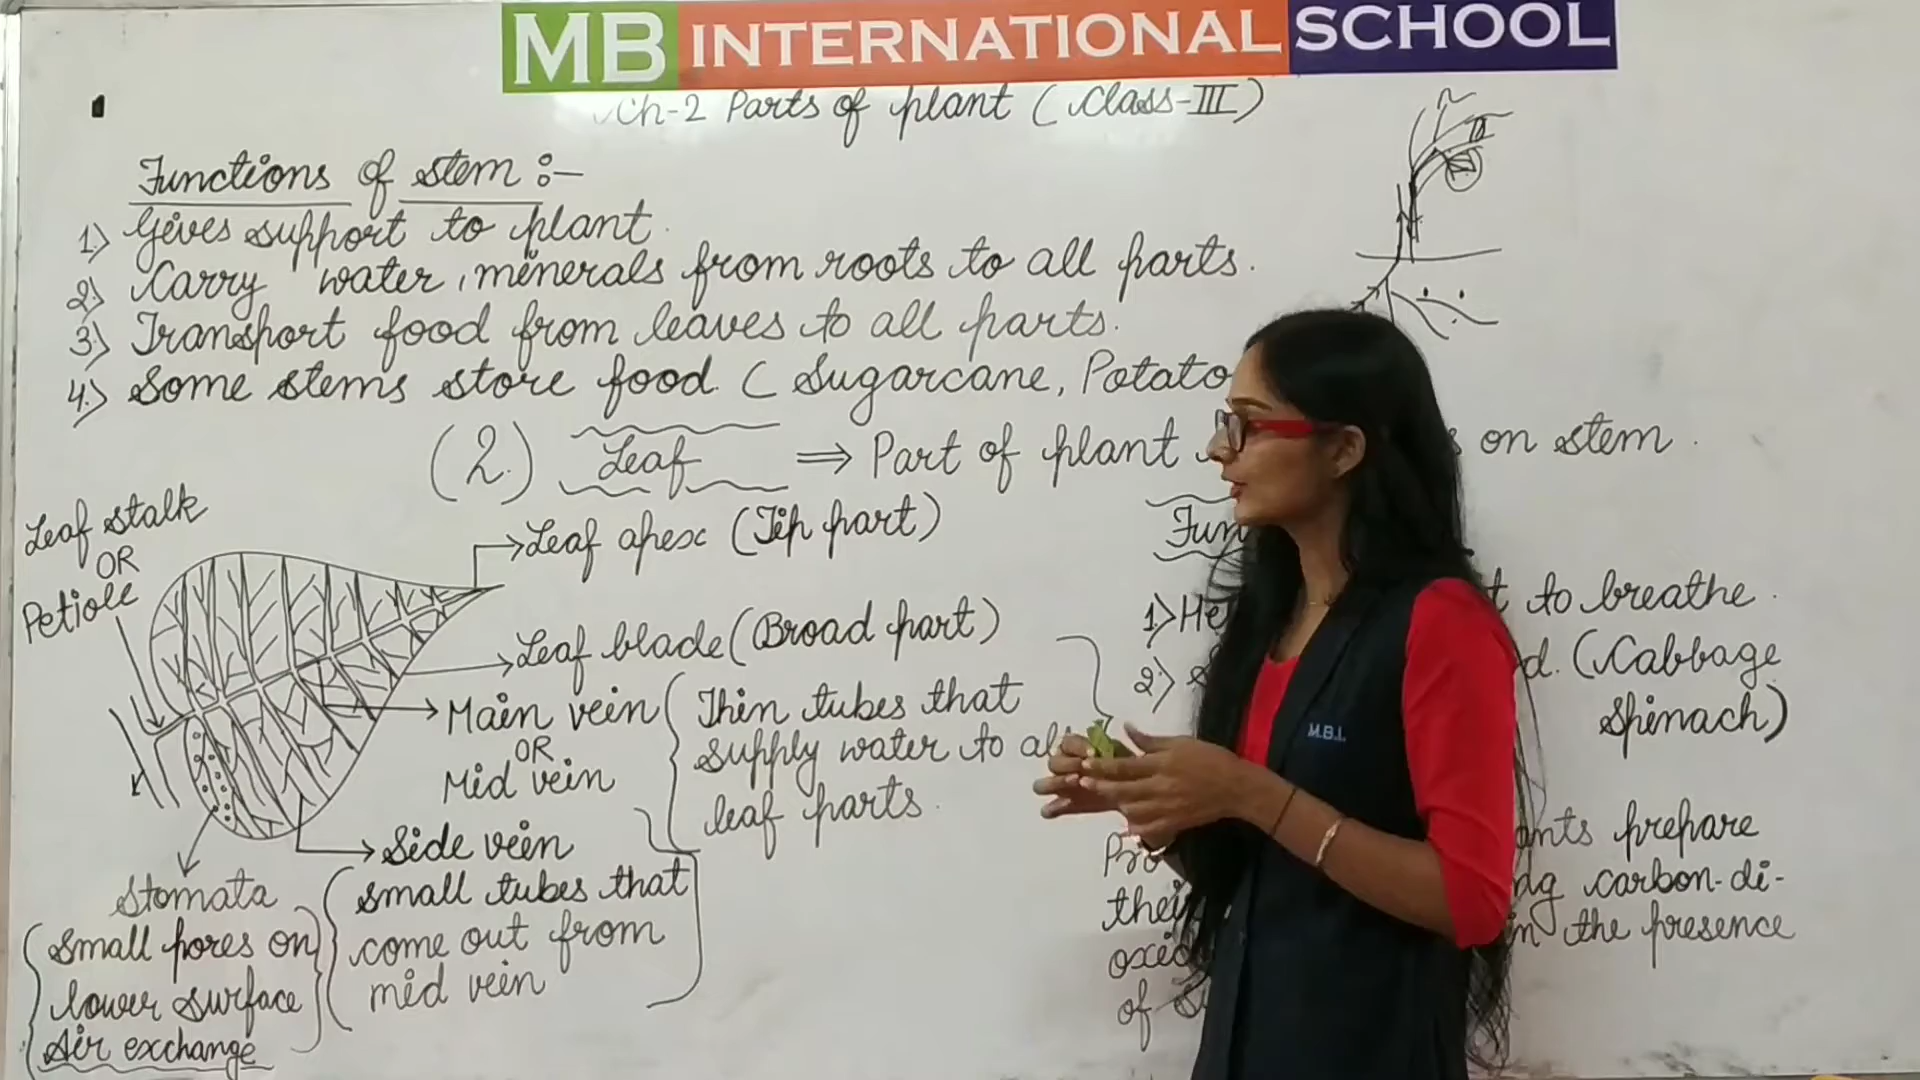 MB INTERNATIONAL SCHOOL
Ch-2 Parts of plant (Class-III)
Functions of stem :-
1.) Gives support to plant.
2.) Carry water, minerals from roots to all parts.
3.) Transport food from leaves to all parts.
4.) Some stems store food. (Sugarcane, Potato
(2.) Leaf ⇒ Part of plant on stem.
Leaf stalk
OR
Petiole
Leaf apex (Tip part)
Leaf blade (Broad part)
Main vein
OR
Mid vein
(Thin tubes that
supply water to all
leaf parts.
Side vein
(small tubes that
come out from
mid vein
Stomata
(Small pores on
lower surface
Air exchange
Fun
1.) He to breathe.
2.) (Cabbage
Spinach)
prepare
carbon-di-
in the presence
of
M.B.I.